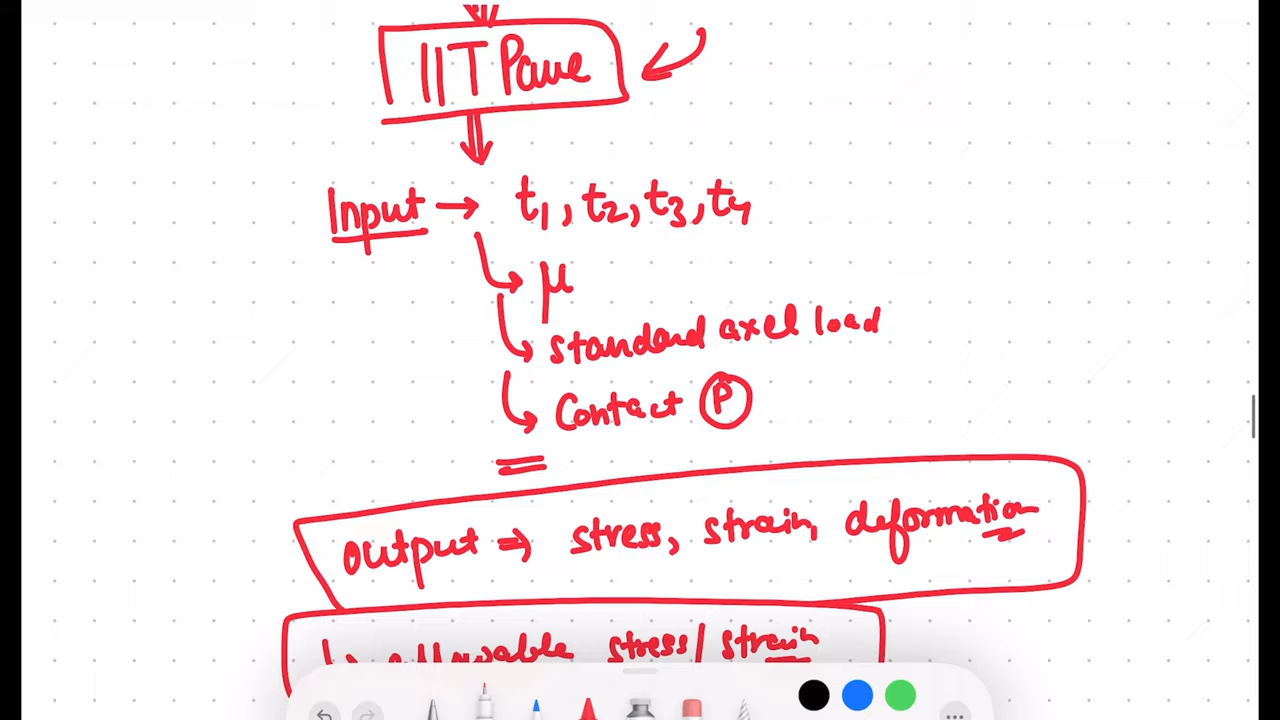 IIT Pave
Input → t1, t2, t3, t4
↳ μ
↳ standard axel load
↳ Contact P
output ⇒ stress, strain, deformation
↳ allowable stress/strain